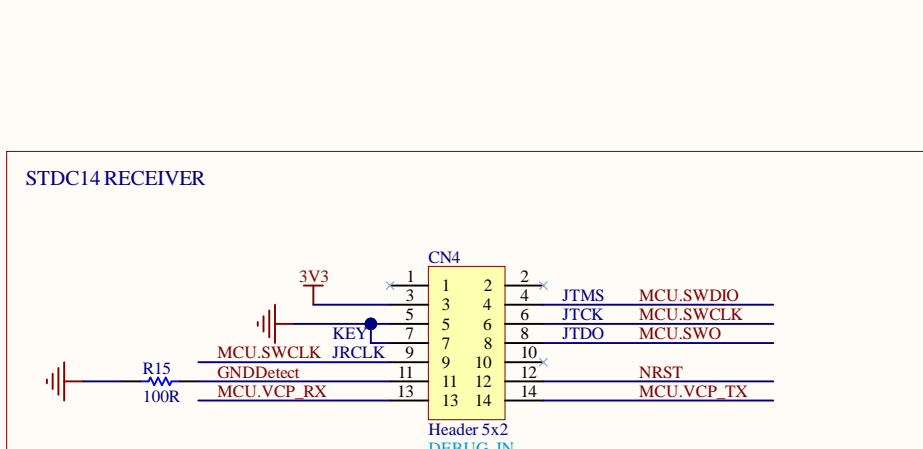 STDC14 RECEIVER
CN4
3V3
1 1 2 2
3 3 4 4 JTMS MCU.SWDIO
5 5 6 6 JTCK MCU.SWCLK
KEY 7 7 8 8 JTDO MCU.SWO
MCU.SWCLK JRCLK 9 9 10 10
R15 GNDDetect 11 11 12 12 NRST
100R MCU.VCP_RX 13 13 14 14 MCU.VCP_TX
Header 5x2
DEBUG_IN